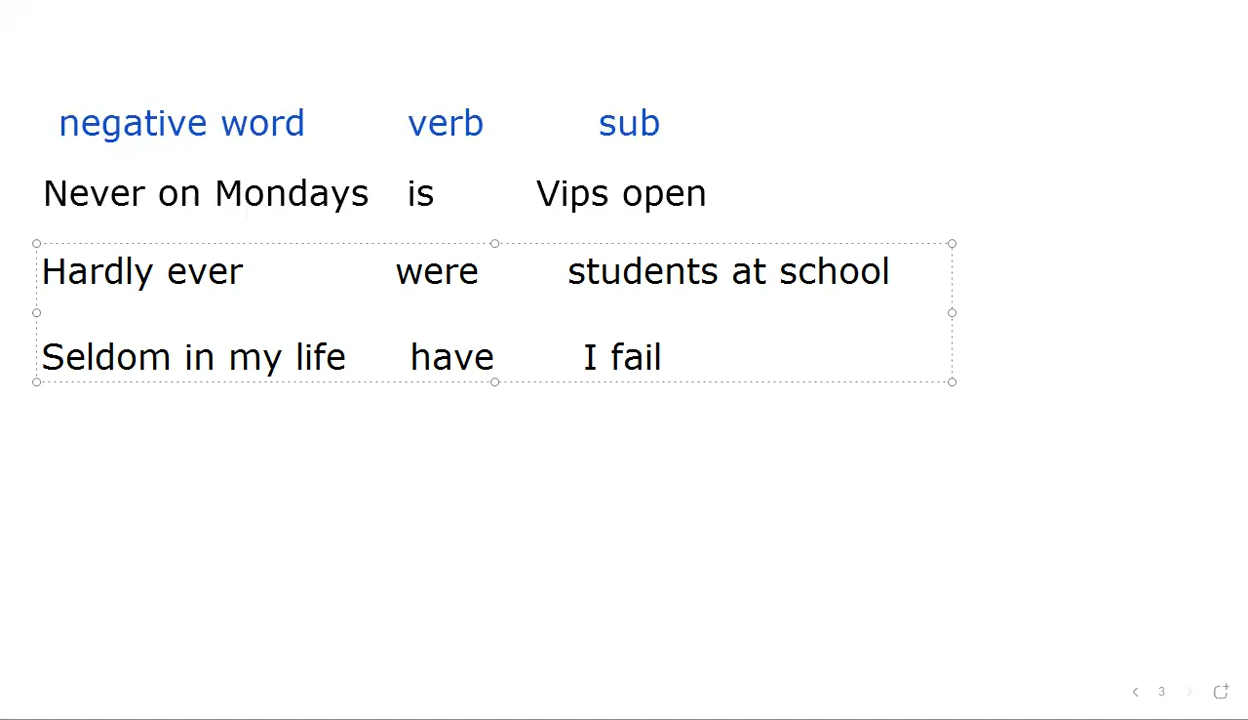 negative word verb sub
Never on Mondays is Vips open
Hardly ever were students at school
Seldom in my life have I fail
3